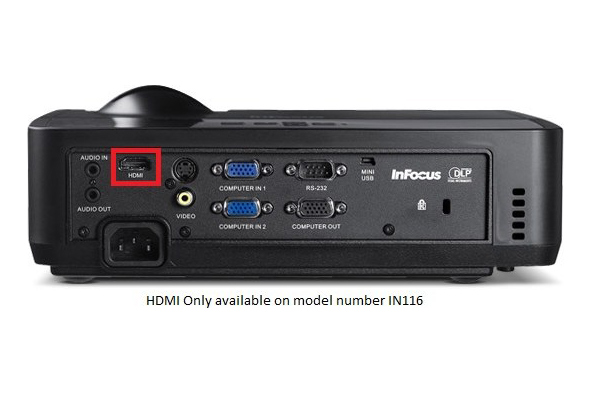 AUDIO IN
HDMI
AUDIO OUT
VIDEO
COMPUTER IN 1
RS-232
MINI
USB
InFocus
DLP
COMPUTER IN 2
COMPUTER OUT
HDMI Only available on model number IN116